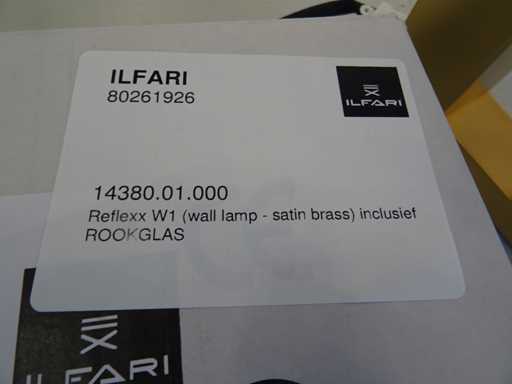 ILFARI
80261926
ILFARI
14380.01.000
Reflexx W1 (wall lamp - satin brass) inclusief
ROOKGLAS
ILFARI